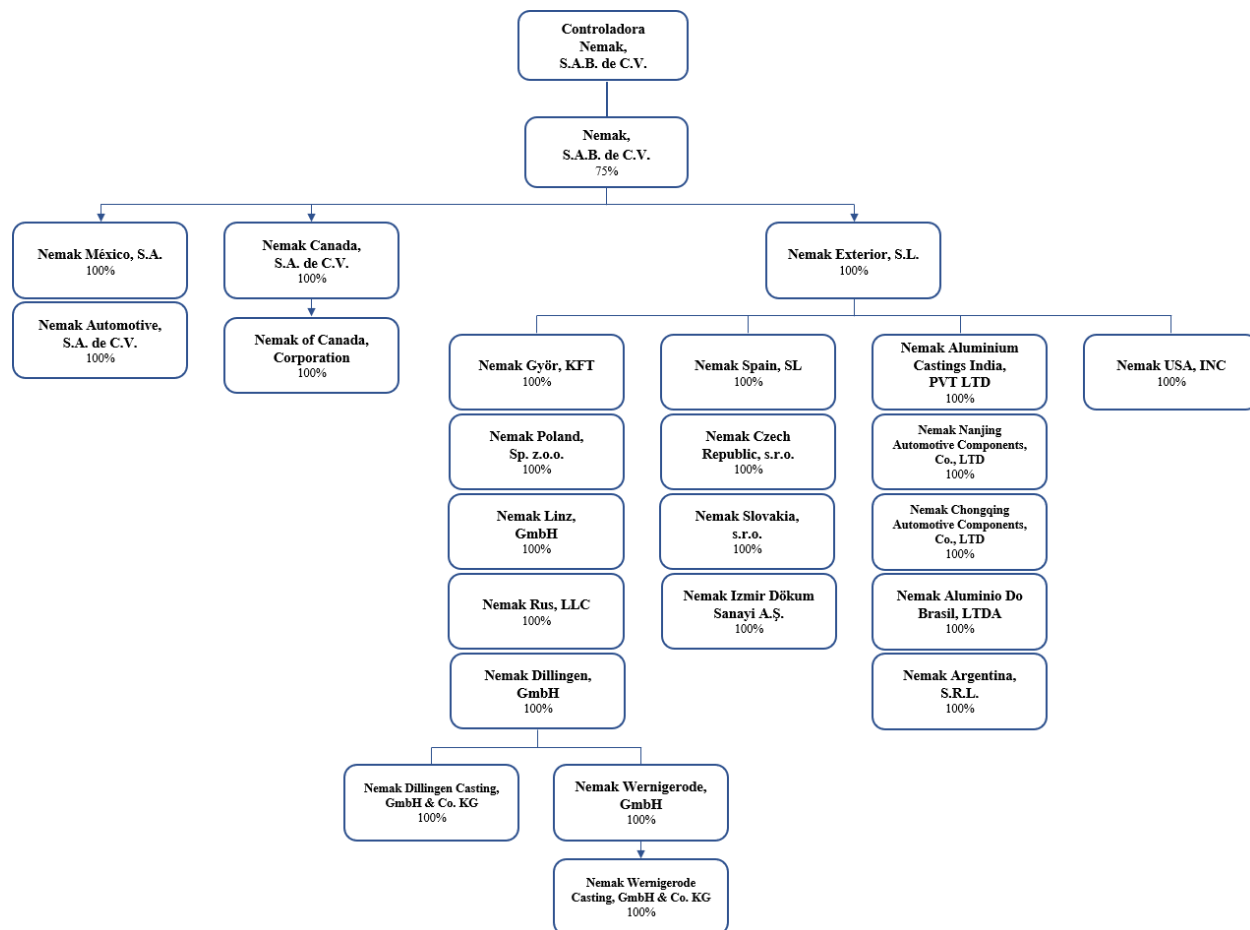 Controladora
Nemak,
S.A.B. de C.V.
Nemak,
S.A.B. de C.V.
75%
Nemak México, S.A.
100%
Nemak Automotive,
S.A. de C.V.
100%
Nemak Canada,
S.A. de C.V.
100%
Nemak of Canada,
Corporation
100%
Nemak Exterior, S.L.
100%
Nemak Györ, KFT
100%
Nemak Poland,
Sp. z.o.o.
100%
Nemak Linz,
GmbH
100%
Nemak Rus, LLC
100%
Nemak Dillingen,
GmbH
100%
Nemak Dillingen Casting,
GmbH & Co. KG
100%
Nemak Wernigerode,
GmbH
100%
Nemak Wernigerode
Casting, GmbH & Co. KG
100%
Nemak Spain, SL
100%
Nemak Czech
Republic, s.r.o.
100%
Nemak Slovakia,
s.r.o.
100%
Nemak Izmir Dökum
Sanayi A.Ş.
100%
Nemak Aluminium
Castings India,
PVT LTD
100%
Nemak Nanjing
Automotive Components,
Co., LTD
100%
Nemak Chongqing
Automotive Components,
Co., LTD
100%
Nemak Aluminio Do
Brasil, LTDA
100%
Nemak Argentina,
S.R.L.
100%
Nemak USA, INC
100%